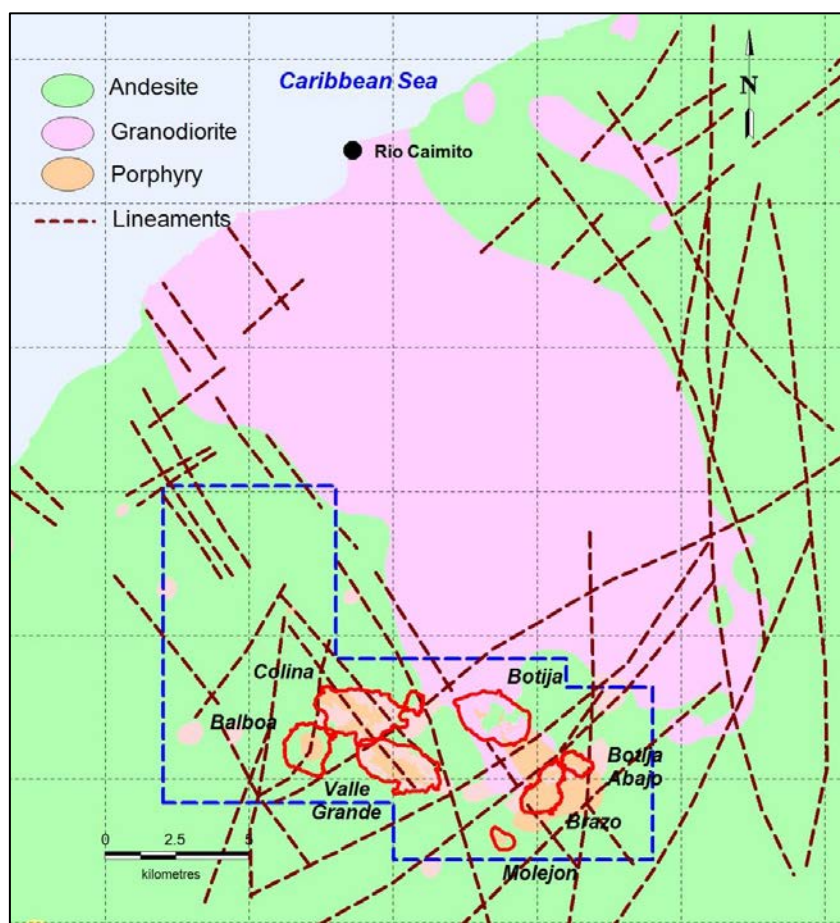 Caribbean Sea
Andesite
Granodiorite
Porphyry
Lineaments
N
Rio Caimito
Colina
Botija
Balboa
Valle
Grande
Botija
Abajo
Brazo
Molejon
0 2.5 5
kilometres